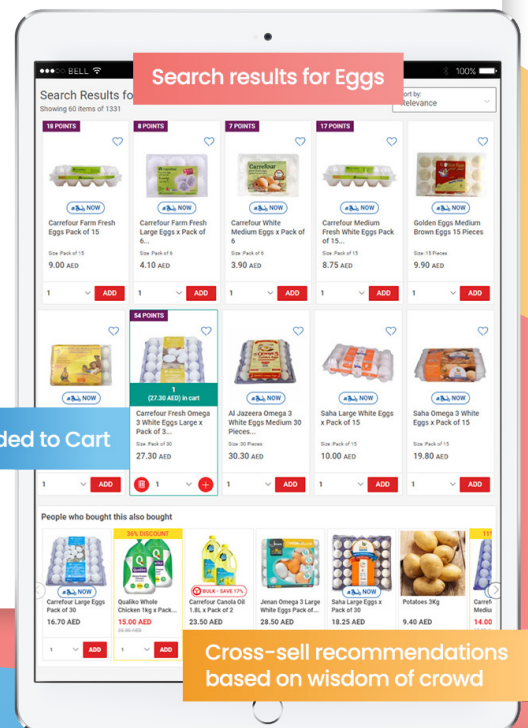 BELL
100%
Search results for Eggs
Search Results fo
Sort by:
Relevance
Showing 60 items of 1331
18 POINTS
8 POINTS
7 POINTS
17 POINTS
Carrefour
NOW
NOW
NOW
NOW
NOW
Carrefour Farm Fresh
Eggs Pack of 15
Carrefour Farm Fresh
Large Eggs x Pack of
6...
Carrefour White
Medium Eggs x Pack of
6
Carrefour Medium
Fresh White Eggs Pack
of 15...
Golden Eggs Medium
Brown Eggs 15 Pieces
Size: Pack of 15
Size: Pack of 6
Size: Pack of 6
Size: Pack of 15
Size: 15 Pieces
9.00 AED
4.10 AED
3.90 AED
8.75 AED
9.90 AED
1 ADD
1 ADD
1 ADD
1 ADD
1 ADD
54 POINTS
OMEGA 3
1
(27.30 AED) in cart
NOW
NOW
NOW
NOW
ded to Cart
Carrefour Fresh Omega
3 White Eggs Large x
Pack of 3...
Al Jazeera Omega 3
White Eggs Medium 30
Pieces...
Saha Large White Eggs
x Pack of 15
Saha Omega 3 White
Eggs x Pack of 15
Size: Pack of 30
Size: 30 Pieces
Size: Pack of 15
Size: Pack of 15
27.30 AED
30.30 AED
10.00 AED
19.80 AED
1 ADD
1
1 ADD
1 ADD
1 ADD
People who bought this also bought
26% DISCOUNT
11%
NOW
NOW
BULK - SAVE 17%
NOW
Carrefour Large Eggs
Pack of 30
Qualiko Whole
Chicken 1kg x Pack...
Carrefour Canola Oil
1.8L x Pack of 2
Jenan Omega 3 Large
White Eggs Pack of...
Saha Large Eggs x
Pack of 30
Potatoes 3Kg
Carref
Mediu
16.70 AED
15.00 AED
23.50 AED
28.50 AED
18.25 AED
9.40 AED
14.00
1 ADD
1 ADD
Cross-sell recommendations
based on wisdom of crowd